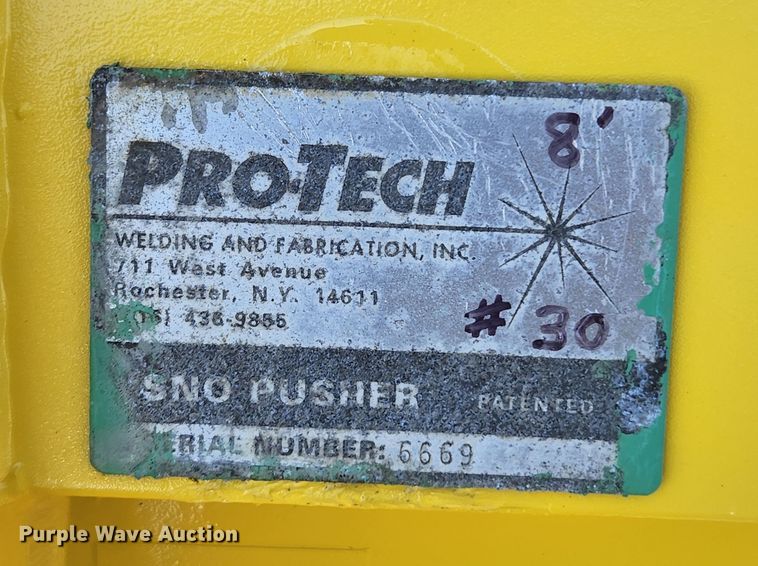 PRO-TECH
8'
WELDING AND FABRICATION, INC.
711 West Avenue
Rochester, N.Y. 14611
436-9855
# 30
SNO PUSHER PATENTED
SERIAL NUMBER: 6669
Purple Wave Auction